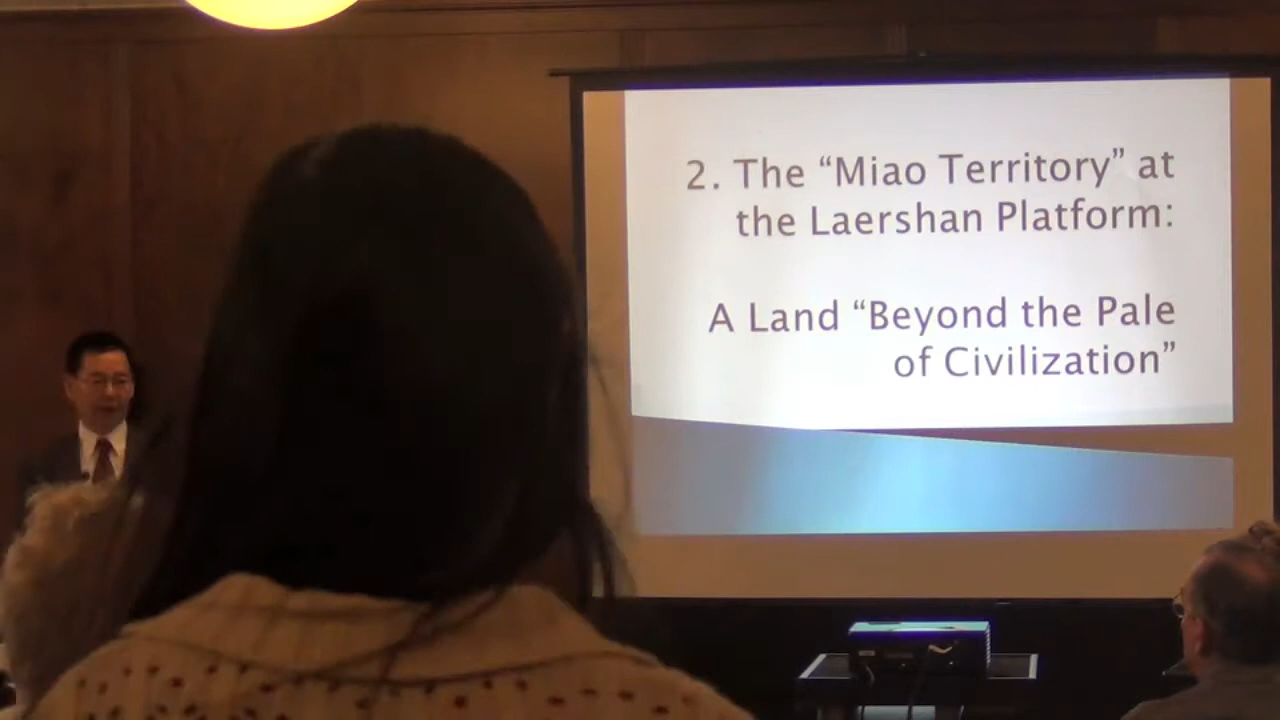 2. The “Miao Territory” at
the Laershan Platform:
A Land “Beyond the Pale
of Civilization”